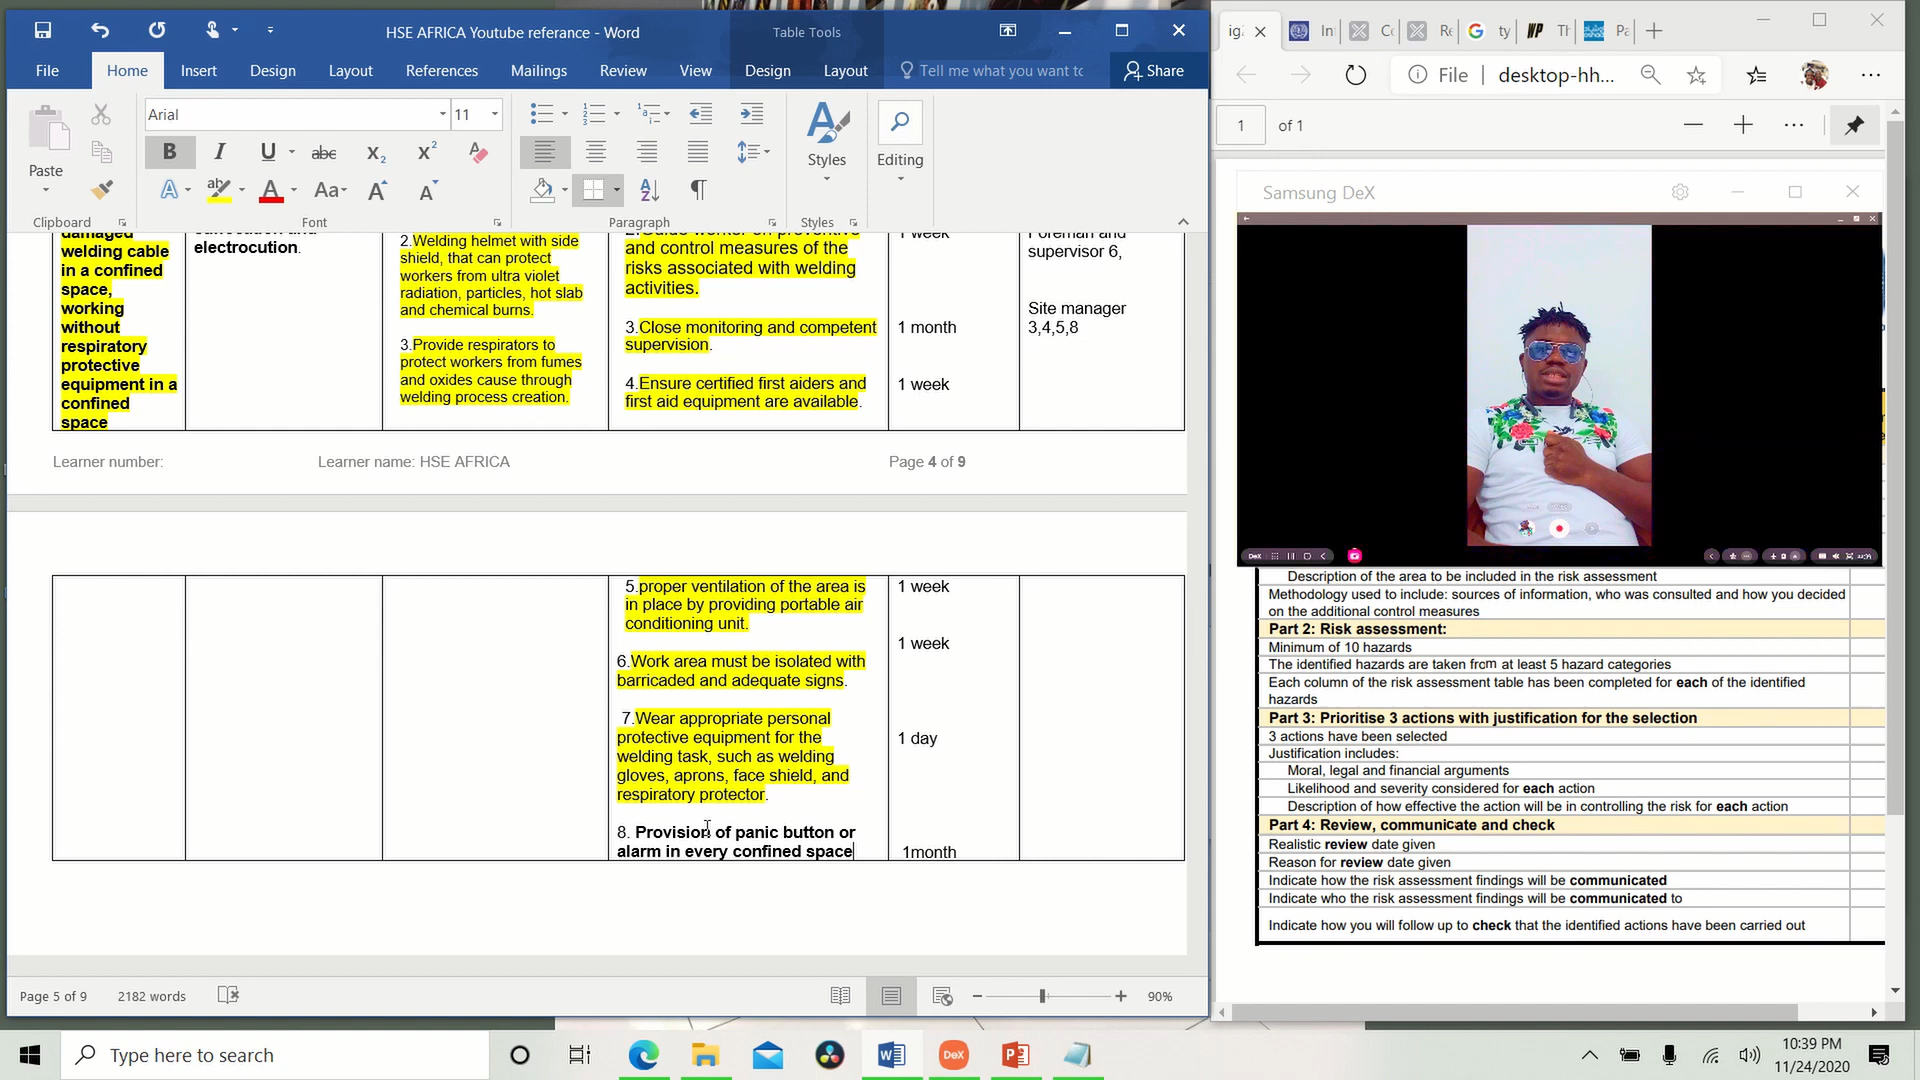 HSE AFRICA Youtube referance - Word
Table Tools
File
Home
Insert
Design
Layout
References
Mailings
Review
View
Design
Layout
Tell me what you want to
Share
Paste
Clipboard
Arial
11
Font
Paragraph
Styles
Styles
Editing
damaged
welding cable
in a confined
space,
working
without
respiratory
protective
equipment in a
confined
space
electrocution.
2.Welding helmet with side
shield, that can protect
workers from ultra violet
radiation, particles, hot slab
and chemical burns.
3.Provide respirators to
protect workers from fumes
and oxides cause through
welding process creation.
and control measures of the
risks associated with welding
activities.
3.Close monitoring and competent
supervision.
4.Ensure certified first aiders and
first aid equipment are available.
1 week
1 month
1 week
Foreman and
supervisor 6,
Site manager
3,4,5,8
Learner number:
Learner name: HSE AFRICA
Page 4 of 9
5.proper ventilation of the area is
in place by providing portable air
conditioning unit.
6.Work area must be isolated with
barricaded and adequate signs.
7.Wear appropriate personal
protective equipment for the
welding task, such as welding
gloves, aprons, face shield, and
respiratory protector.
8. Provision of panic button or
alarm in every confined space
1 week
1 week
1 day
1month
Page 5 of 9
2182 words
90%
ig
In
Co
Re
ty
Th
Pa
File
desktop-hh...
1
of 1
Samsung DeX
DeX
Description of the area to be included in the risk assessment
Methodology used to include: sources of information, who was consulted and how you decided
on the additional control measures
Part 2: Risk assessment:
Minimum of 10 hazards
The identified hazards are taken from at least 5 hazard categories
Each column of the risk assessment table has been completed for each of the identified
hazards
Part 3: Prioritise 3 actions with justification for the selection
3 actions have been selected
Justification includes:
Moral, legal and financial arguments
Likelihood and severity considered for each action
Description of how effective the action will be in controlling the risk for each action
Part 4: Review, communicate and check
Realistic review date given
Reason for review date given
Indicate how the risk assessment findings will be communicated
Indicate who the risk assessment findings will be communicated to
Indicate how you will follow up to check that the identified actions have been carried out
Type here to search
DeX
10:39 PM
11/24/2020